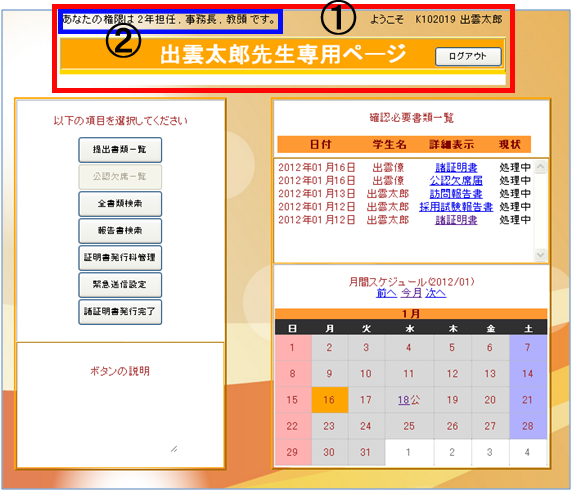 あなたの権限は2年担任, 事務長, 教頭 です。
①
ようこそ K102019 出雲太郎
②
出雲太郎先生専用ページ
ログアウト
以下の項目を選択してください
提出書類一覧
公認欠席一覧
全書類検索
報告書検索
証明書発行料管理
緊急送信設定
諸証明書発行完了
ボタンの説明
確認必要書類一覧
日付 学生名 詳細表示 現状
2012年01月16日 出雲僚 諸証明書 処理中
2012年01月16日 出雲僚 公認欠席届 処理中
2012年01月13日 出雲太郎 訪問報告書 処理中
2012年01月12日 出雲太郎 採用試験報告書 処理中
2012年01月12日 出雲太郎 諸証明書 処理中
月間スケジュール(2012/01)
前へ 今月 次へ
1月
日 月 火 水 木 金 土
1 2 3 4 5 6 7
8 9 10 11 12 13 14
15 16 17 18公 19 20 21
22 23 24 25 26 27 28
29 30 31 1 2 3 4